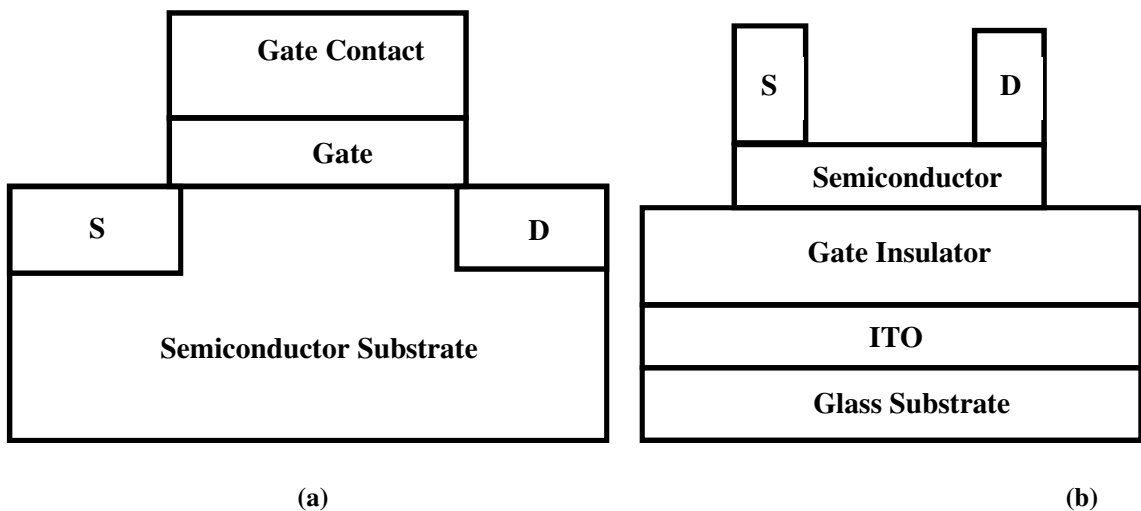 Gate Contact
Gate
S
D
Semiconductor Substrate
(a)
S
D
Semiconductor
Gate Insulator
ITO
Glass Substrate
(b)